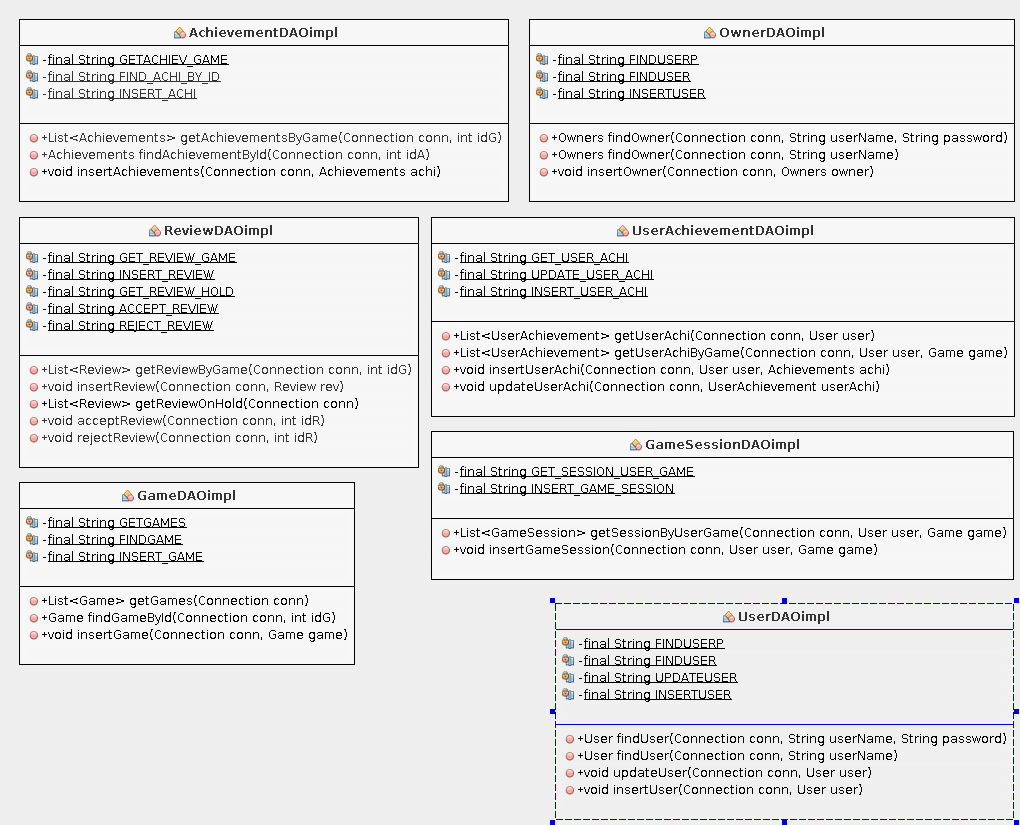 AchievementDAOimpl
-final String GETACHIEV_GAME
-final String FIND_ACHI_BY_ID
-final String INSERT_ACHI
+List<Achievements> getAchievementsByGame(Connection conn, int idG)
+Achievements findAchievementById(Connection conn, int idA)
+void insertAchievements(Connection conn, Achievements achi)
OwnerDAOimpl
-final String FINDUSERP
-final String FINDUSER
-final String INSERTUSER
+Owners findOwner(Connection conn, String userName, String password)
+Owners findOwner(Connection conn, String userName)
+void insertOwner(Connection conn, Owners owner)
ReviewDAOimpl
-final String GET_REVIEW_GAME
-final String INSERT_REVIEW
-final String GET_REVIEW_HOLD
-final String ACCEPT_REVIEW
-final String REJECT_REVIEW
+List<Review> getReviewByGame(Connection conn, int idG)
+void insertReview(Connection conn, Review rev)
+List<Review> getReviewOnHold(Connection conn)
+void acceptReview(Connection conn, int idR)
+void rejectReview(Connection conn, int idR)
UserAchievementDAOimpl
-final String GET_USER_ACHI
-final String UPDATE_USER_ACHI
-final String INSERT_USER_ACHI
+List<UserAchievement> getUserAchi(Connection conn, User user)
+List<UserAchievement> getUserAchiByGame(Connection conn, User user, Game game)
+void insertUserAchi(Connection conn, User user, Achievements achi)
+void updateUserAchi(Connection conn, UserAchievement userAchi)
GameSessionDAOimpl
-final String GET_SESSION_USER_GAME
-final String INSERT_GAME_SESSION
+List<GameSession> getSessionByUserGame(Connection conn, User user, Game game)
+void insertGameSession(Connection conn, User user, Game game)
GameDAOimpl
-final String GETGAMES
-final String FINDGAME
-final String INSERT_GAME
+List<Game> getGames(Connection conn)
+Game findGameById(Connection conn, int idG)
+void insertGame(Connection conn, Game game)
UserDAOimpl
-final String FINDUSERP
-final String FINDUSER
-final String UPDATEUSER
-final String INSERTUSER
+User findUser(Connection conn, String userName, String password)
+User findUser(Connection conn, String userName)
+void updateUser(Connection conn, User user)
+void insertUser(Connection conn, User user)